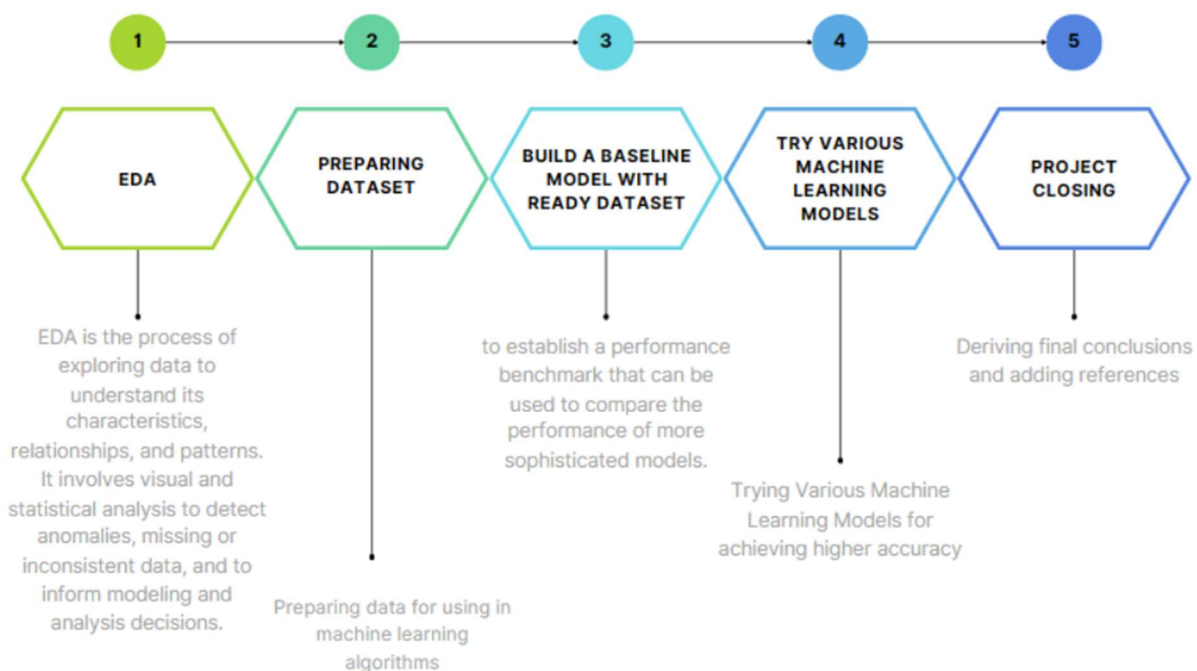 1
2
3
4
5
EDA
PREPARING
DATASET
BUILD A BASELINE
MODEL WITH
READY DATASET
TRY VARIOUS
MACHINE
LEARNING
MODELS
PROJECT
CLOSING
EDA is the process of
exploring data to
understand its
characteristics,
relationships, and patterns.
It involves visual and
statistical analysis to detect
anomalies, missing or
inconsistent data, and to
inform modeling and
analysis decisions.
Preparing data for using in
machine learning
algorithms
to establish a performance
benchmark that can be
used to compare the
performance of more
sophisticated models.
Trying Various Machine
Learning Models for
achieving higher accuracy
Deriving final conclusions
and adding references